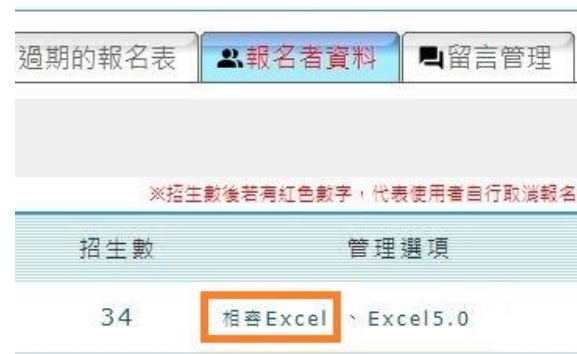 過期的報名表 報名者資料 留言管理
※招生數後若有紅色數字,代表使用者自行取消報名
招生數 管理選項
34 相容Excel 、 Excel5.0